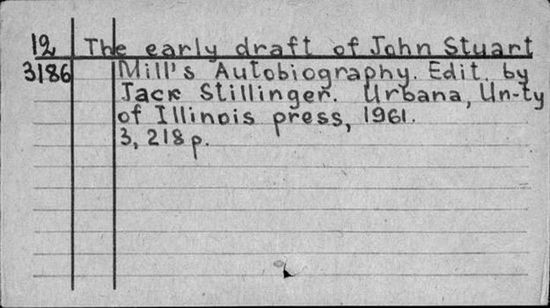 12 The early draft of John Stuart
3186 Mill's Autobiography. Edit. by
Jack Stillinger. Urbana, Un-ty
of Illinois press, 1961.
3, 218 p.